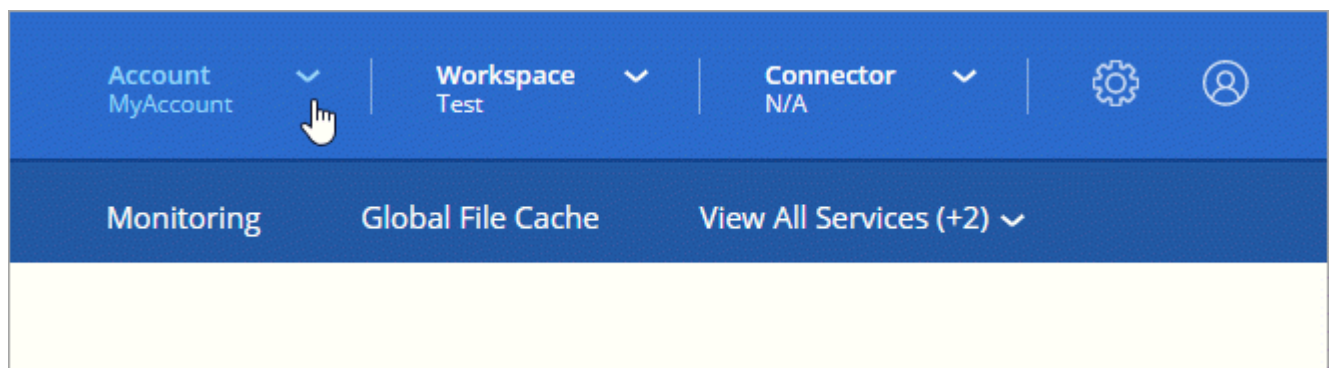 Account
MyAccount
Workspace
Test
Connector
N/A
Monitoring
Global File Cache
View All Services (+2)